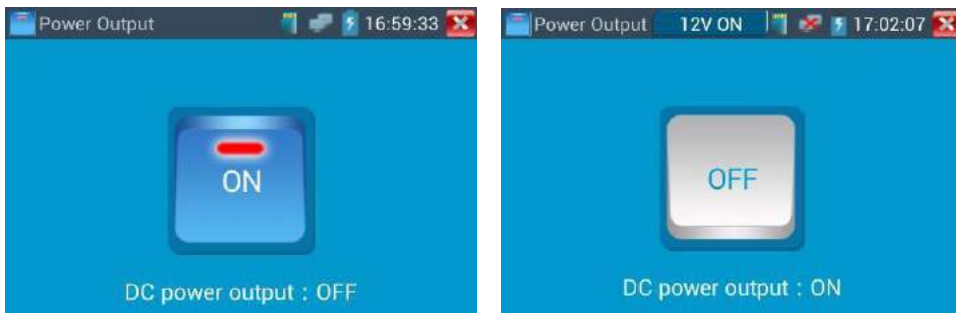 Power Output 16:59:33
ON
DC power output : OFF
Power Output 12V ON 17:02:07
OFF
DC power output : ON